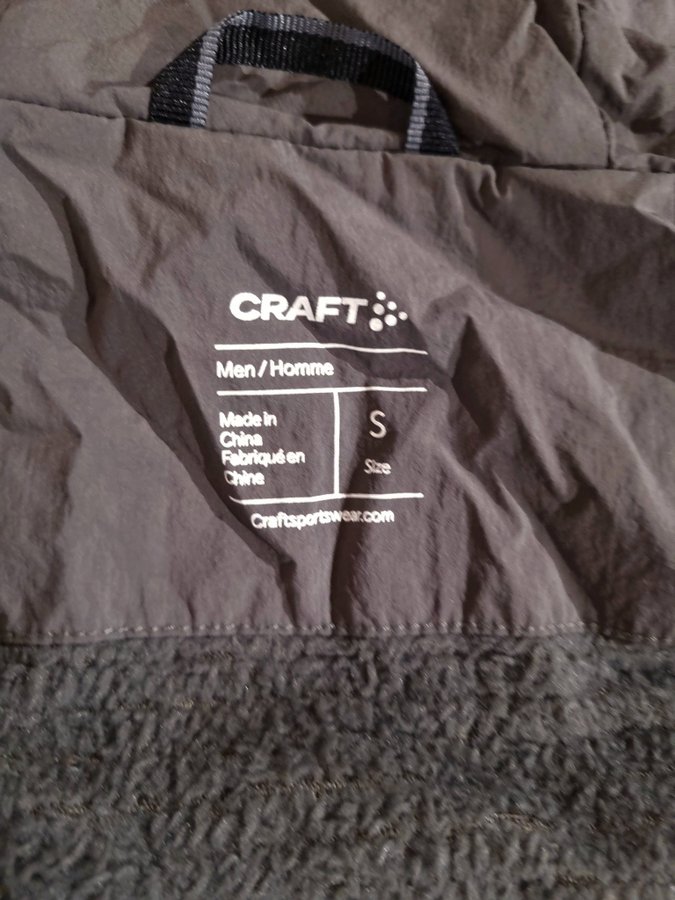 CRAFT
Men / Homme
Made in
China
Fabriqué en
Chine
S
Size
Craftsportswear.com